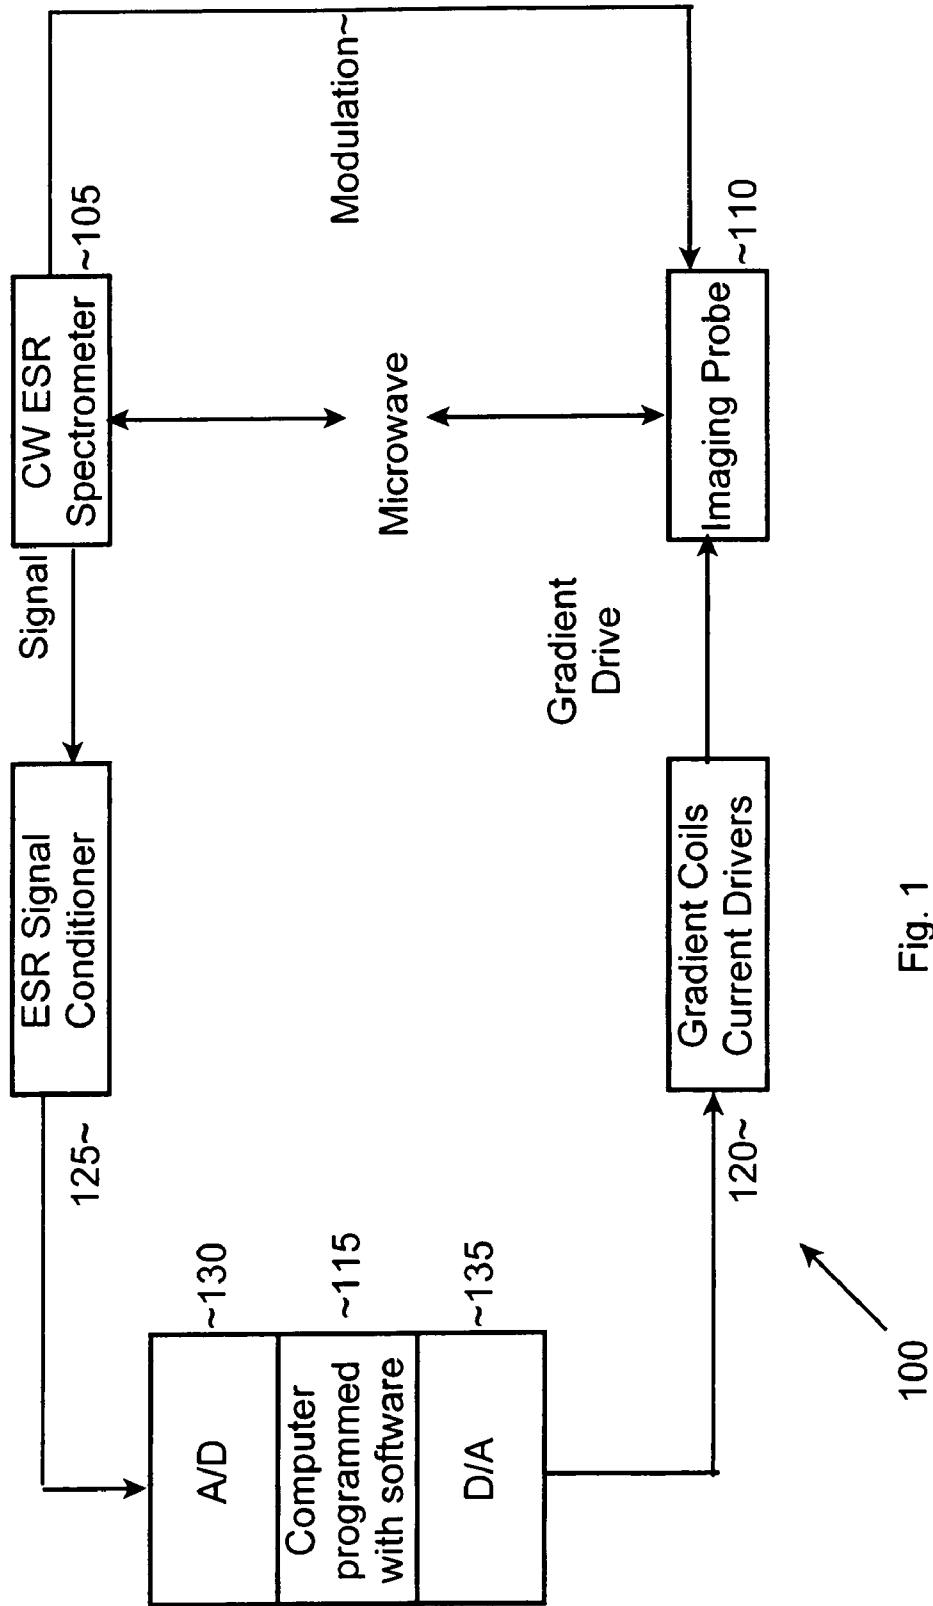 125~
ESR Signal
Conditioner
Signal
CW ESR
Spectrometer
~105
A/D
~130
Computer
programmed
with software
~115
D/A
~135
Microwave
Modulation~
Gradient
Drive
120~
Gradient Coils
Current Drivers
Imaging Probe
~110
100
Fig. 1